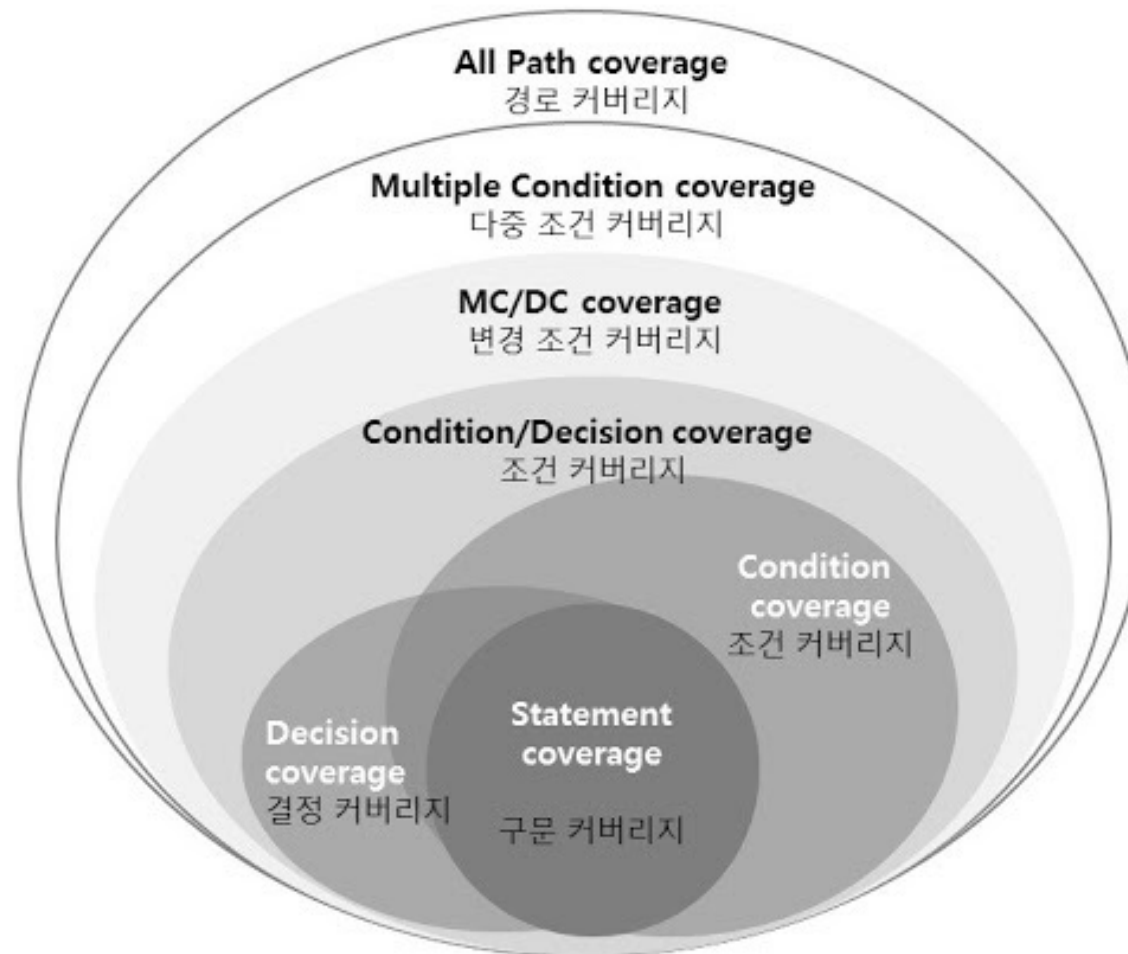 All Path coverage
경로 커버리지
Multiple Condition coverage
다중 조건 커버리지
MC/DC coverage
변경 조건 커버리지
Condition/Decision coverage
조건 커버리지
Condition
coverage
조건 커버리지
Decision
coverage
결정 커버리지
Statement
coverage
구문 커버리지